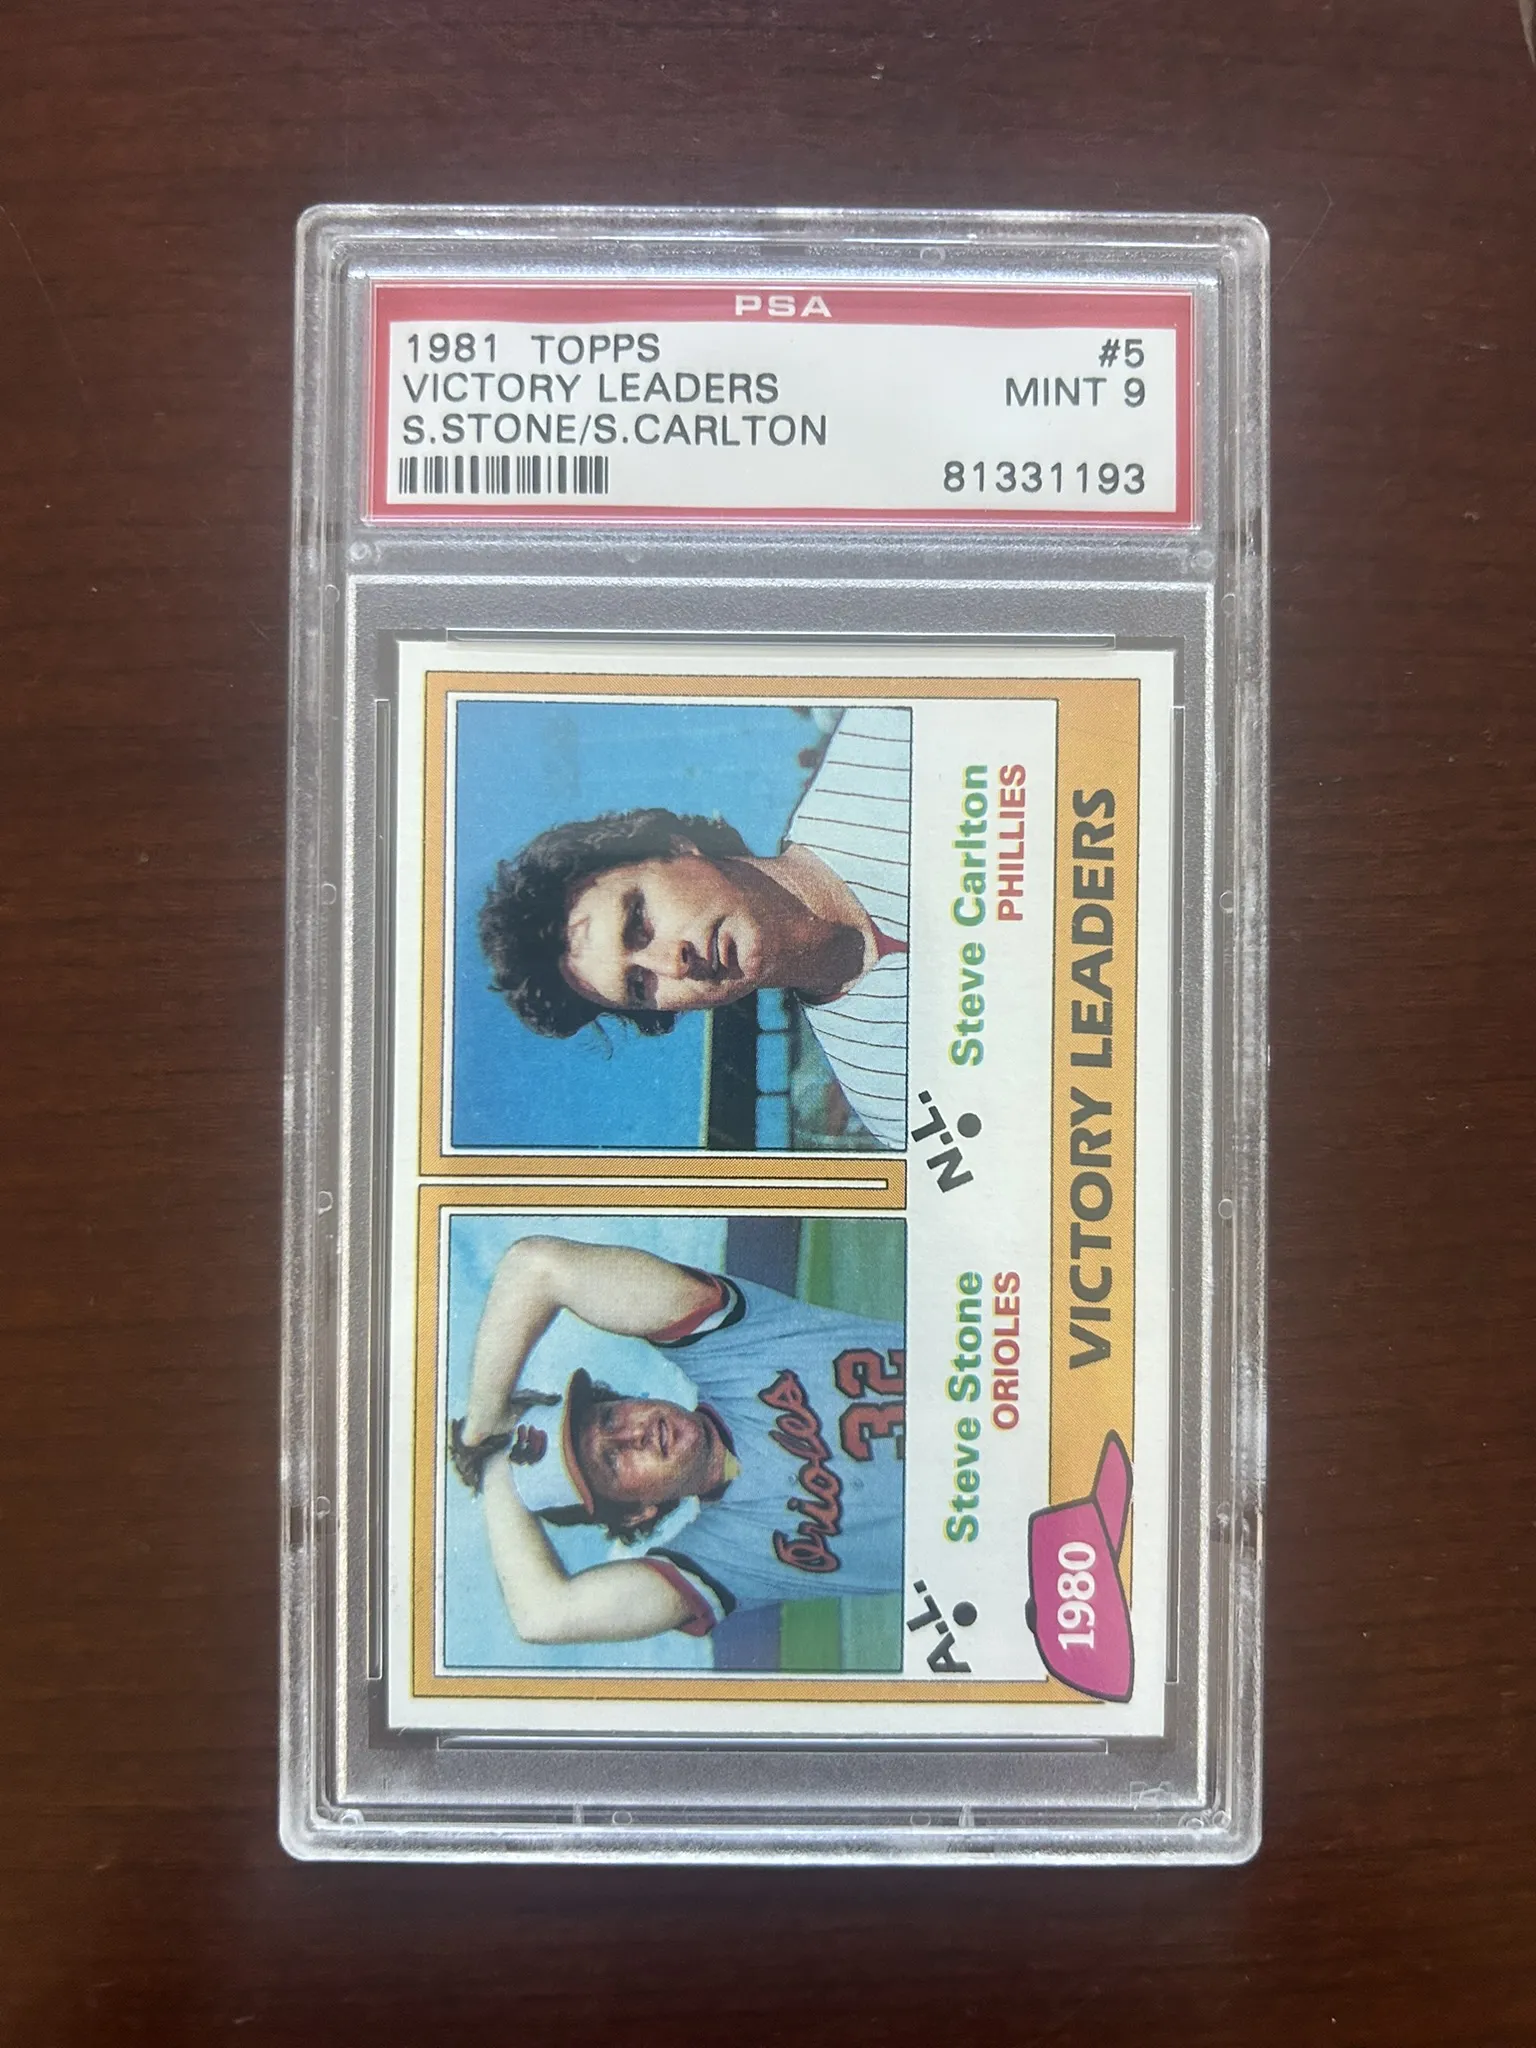 PSA
1981 TOPPS #5
VICTORY LEADERS MINT 9
S.STONE/S.CARLTON
81331193
Orioles
32
A.L. N.L.
Steve Stone Steve Carlton
ORIOLES PHILLIES
1980 VICTORY LEADERS